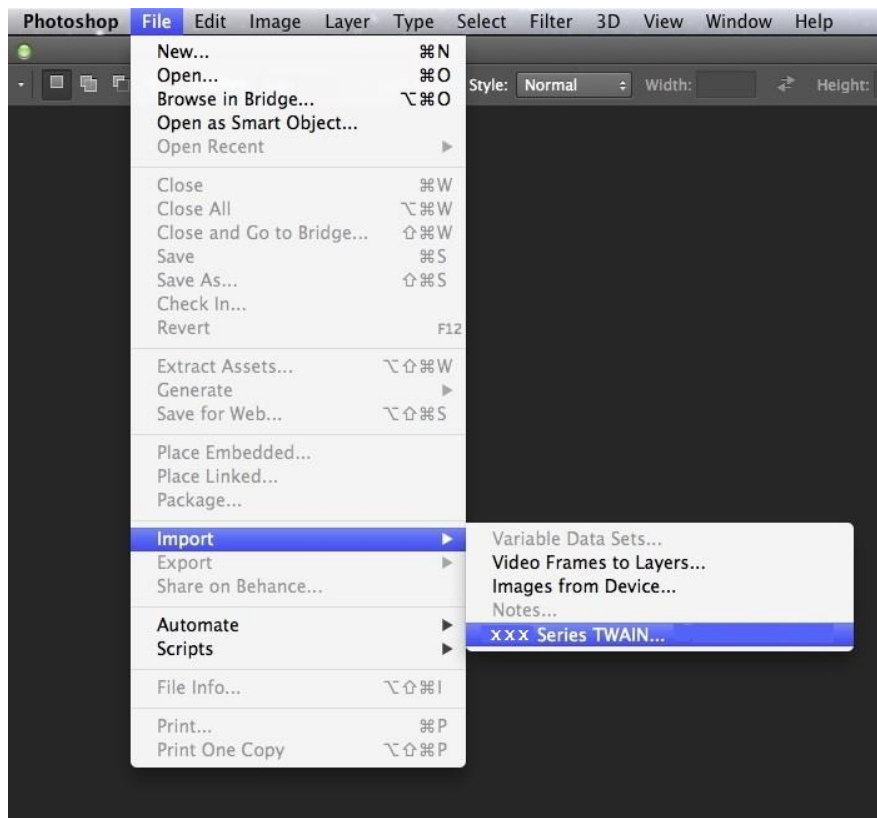 Photoshop File Edit Image Layer Type Select Filter 3D View Window Help
Style: Normal Width: Height:
New... ⌘N
Open... ⌘O
Browse in Bridge... ⌥⌘O
Open as Smart Object...
Open Recent
Close ⌘W
Close All ⌥⌘W
Close and Go to Bridge... ⇧⌘W
Save ⌘S
Save As... ⇧⌘S
Check In...
Revert F12
Extract Assets... ⌥⇧⌘W
Generate
Save for Web... ⌥⇧⌘S
Place Embedded...
Place Linked...
Package...
Import
Export
Share on Behance...
Automate
Scripts
File Info... ⌥⇧⌘I
Print... ⌘P
Print One Copy ⌥⇧⌘P
Variable Data Sets...
Video Frames to Layers...
Images from Device...
Notes...
xxx Series TWAIN...